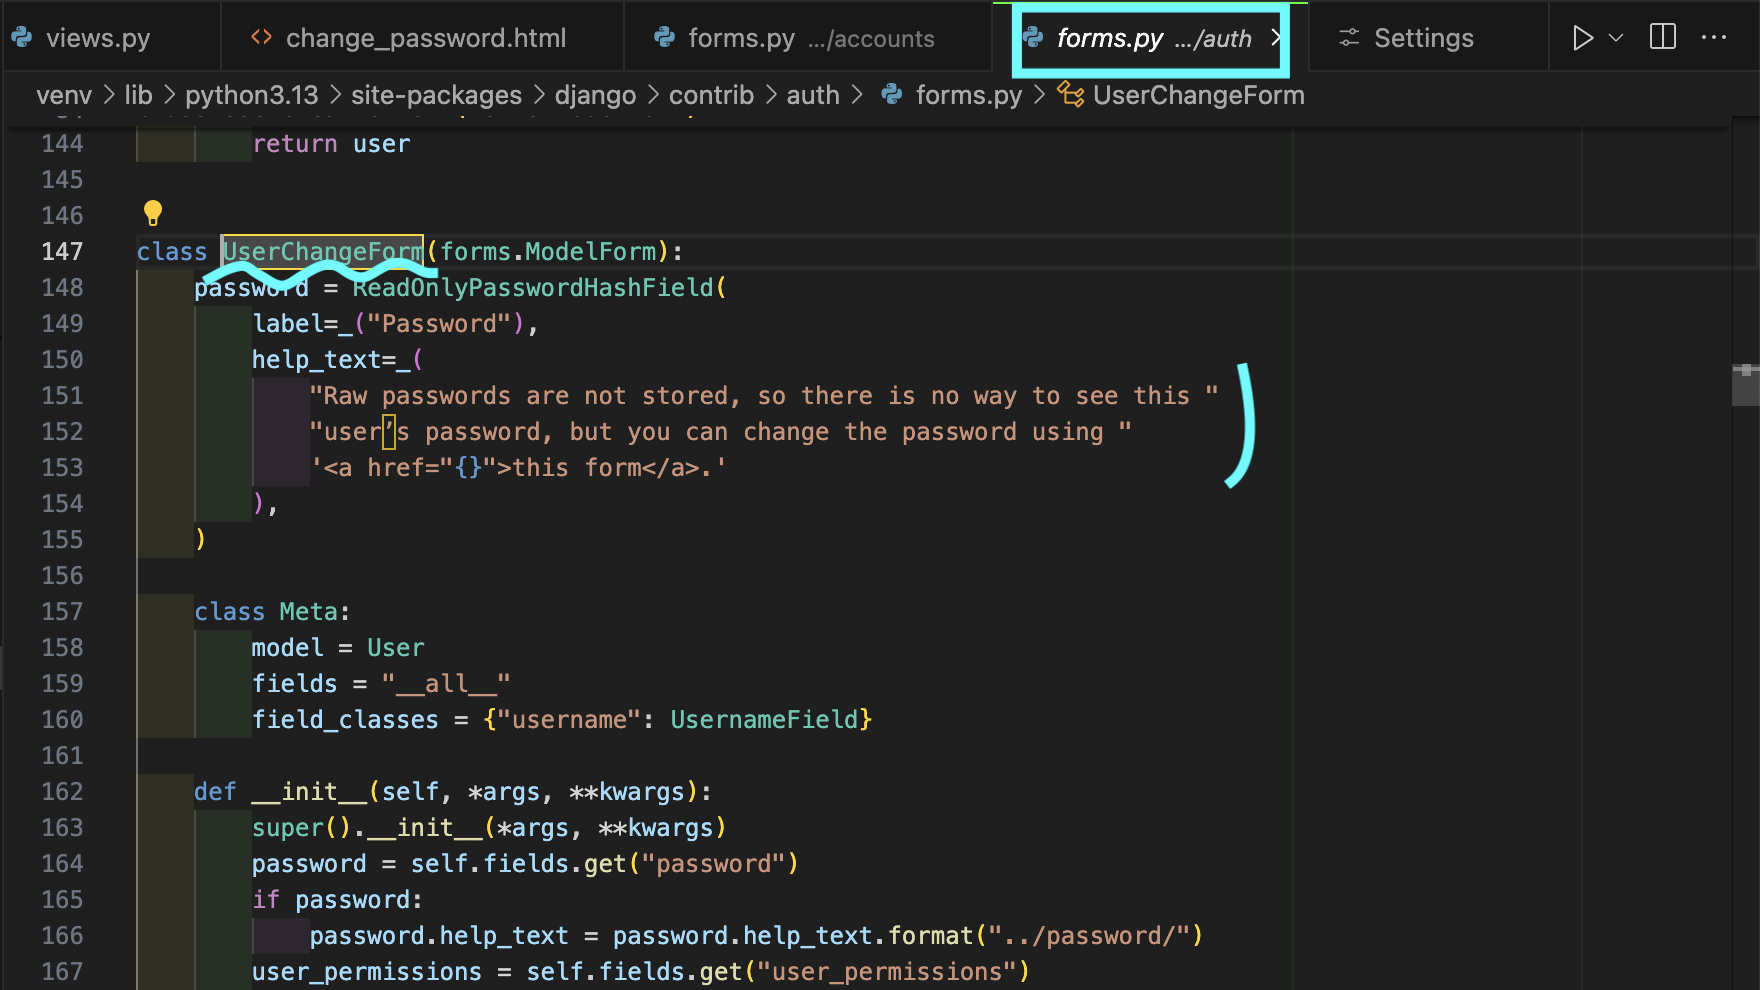 views.py
change_password.html
forms.py .../accounts
forms.py .../auth
Settings
venv > lib > python3.13 > site-packages > django > contrib > auth > forms.py > UserChangeForm
144 return user
145
146
147 class UserChangeForm(forms.ModelForm):
148 password = ReadOnlyPasswordHashField(
149 label=_("Password"),
150 help_text=_(
151 "Raw passwords are not stored, so there is no way to see this "
152 "user’s password, but you can change the password using "
153 '<a href="{}">this form</a>.'
154 ),
155 )
156
157 class Meta:
158 model = User
159 fields = "__all__"
160 field_classes = {"username": UsernameField}
161
162 def __init__(self, *args, **kwargs):
163 super().__init__(*args, **kwargs)
164 password = self.fields.get("password")
165 if password:
166 password.help_text = password.help_text.format("../password/")
167 user_permissions = self.fields.get("user_permissions")